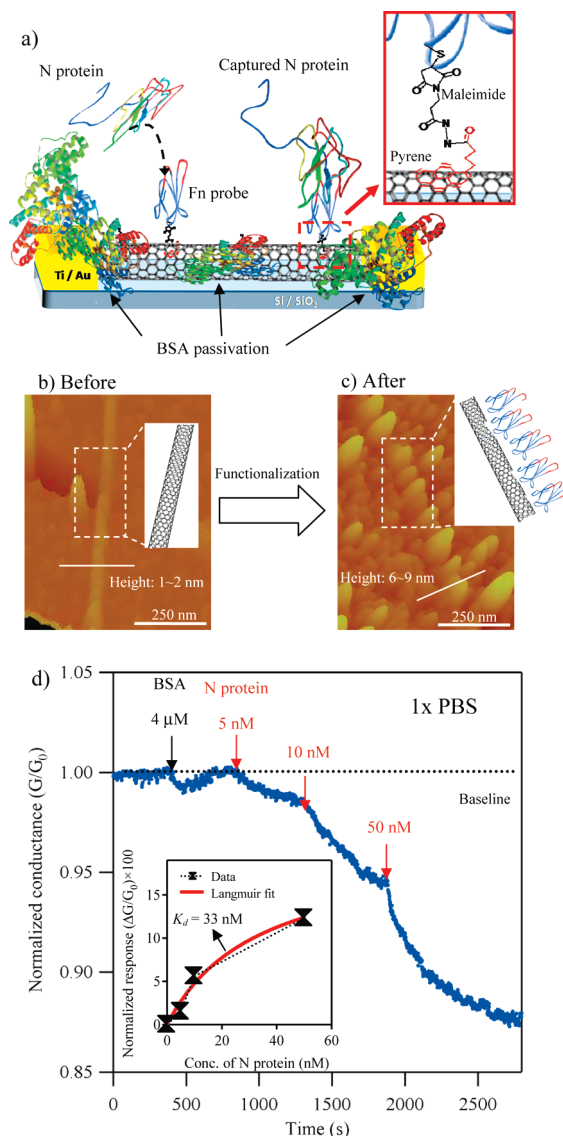 a)
N protein
Captured N protein
Fn probe
S
O
N
O
Maleimide
O
N
N
O
Pyrene
Ti / Au
Si / SiO2
BSA passivation
b) Before
c) After
Functionalization
Height: 1~2 nm
250 nm
Height: 6~9 nm
250 nm
d)
1x PBS
BSA
N protein
4 µM
5 nM
10 nM
50 nM
Baseline
Normalized conductance (G/G0)
1.05
1.00
0.95
0.90
0.85
0
500
1000
1500
2000
2500
Time (s)
Normalized response (ΔG/G0)×100
15
10
5
0
Data
Langmuir fit
Kd = 33 nM
0
20
40
60
Conc. of N protein (nM)